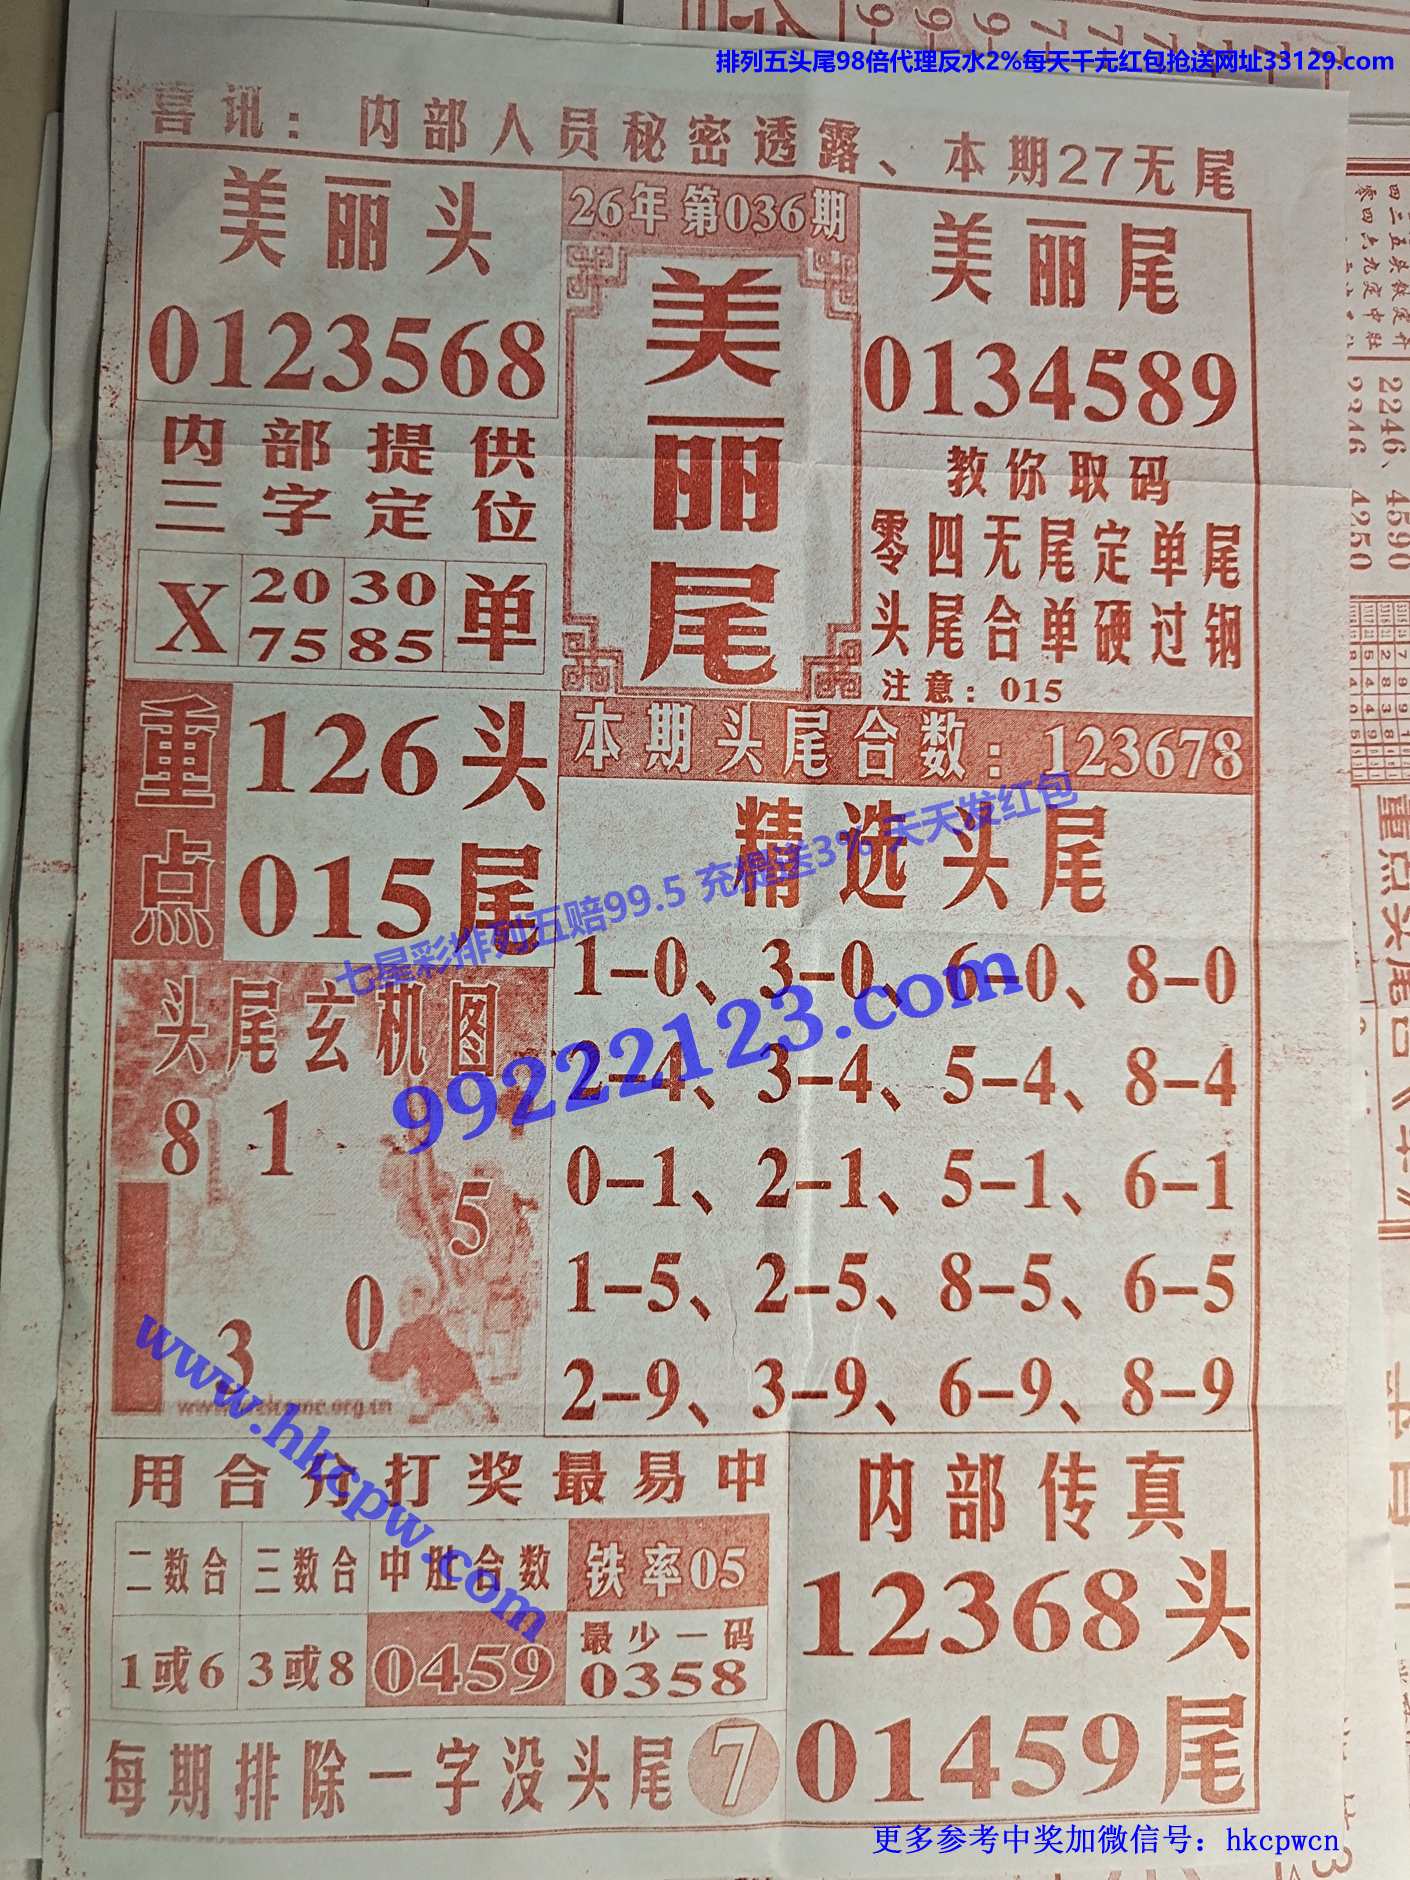 排列五头尾98倍代理反水2%每天千元红包抢送网址33129.com
喜讯：内部人员秘密透露、本期27无尾
美丽头
0123568
26年第036期
美丽尾
美丽尾
0134589
内部提供
三字定位
X 20 30 单
75 85
教你取码
零四无尾定单尾
头尾合单硬过钢
注意：015
重点
126头
015尾
本期头尾合数：123678
精选头尾
1-0、3-0、6-0、8-0
2-4、3-4、5-4、8-4
0-1、2-1、5-1、6-1
1-5、2-5、8-5、6-5
2-9、3-9、6-9、8-9
七星彩排列五赔99.5 充提送3% 天天发红包
99222123.com
头尾玄机图
8 1
5
0
3
www.hkcpw.com
用合分打奖最易中
二数合 三数合 中胜合数 铁率05
1或6 3或8 0459 最少一码
0358
每期排除一字没头尾 7
内部传真
12368头
01459尾
更多参考中奖加微信号：hkcpwcn
2246、4590
2346 4250
重点头尾合